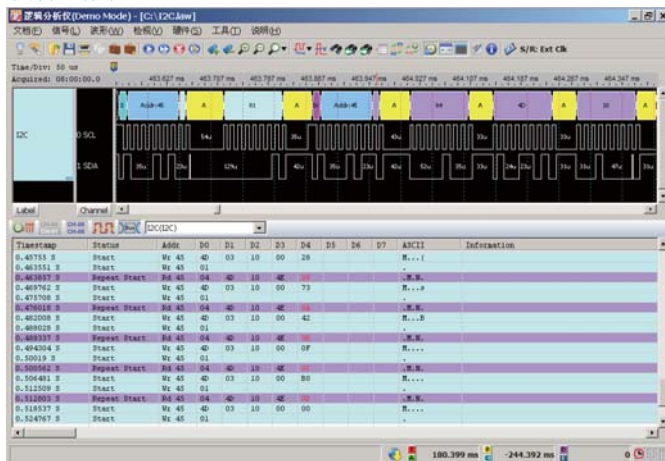 逻辑分析仪(Demo Mode) - [C:\I2C.law]
文档(F) 信号(L) 波形(W) 检视(V) 硬件(S) 工具(T) 说明(H)
S/R: Ext Clk
Time/Div: 50 us
Acquired: 08:00:00.0 463.627 ms 463.707 ms 463.787 ms 463.867 ms 463.947 ms 464.027 ms 464.107 ms 464.187 ms 464.267 ms 464.347 ms
Addr:45 A 01 A Addr:45 A 04 A 4D A 10 A
I2C 0 SCL
1 SDA
Label Channel
I2C(I2C)
Timestamp Status Addr D0 D1 D2 D3 D4 D5 D6 D7 ASCII Information
0.45755 S Start Wr 45 4D 03 10 00 28 M...(
0.463551 S Start Wr 45 01 .
0.463857 S Repeat Start Rd 45 04 4D 10 4E .M.N.
0.469762 S Start Wr 45 4D 03 10 00 73 M...s
0.475708 S Start Wr 45 01 .
0.476018 S Repeat Start Rd 45 04 4D 10 4E .M.N.
0.482008 S Start Wr 45 4D 03 10 00 42 M...B
0.488028 S Start Wr 45 01 .
0.488337 S Repeat Start Rd 45 04 4D 10 4E .M.N.
0.494304 S Start Wr 45 4D 03 10 00 0F M....
0.50019 S Start Wr 45 01 .
0.500562 S Repeat Start Rd 45 04 4D 10 4E .M.N.
0.506481 S Start Wr 45 4D 03 10 00 B0 M....
0.512509 S Start Wr 45 01 .
0.512803 S Repeat Start Rd 45 04 4D 10 4E .M.N.
0.518537 S Start Wr 45 4D 03 10 00 00 M....
0.524767 S Start Wr 45 01 .
180.399 ms -244.392 ms 0